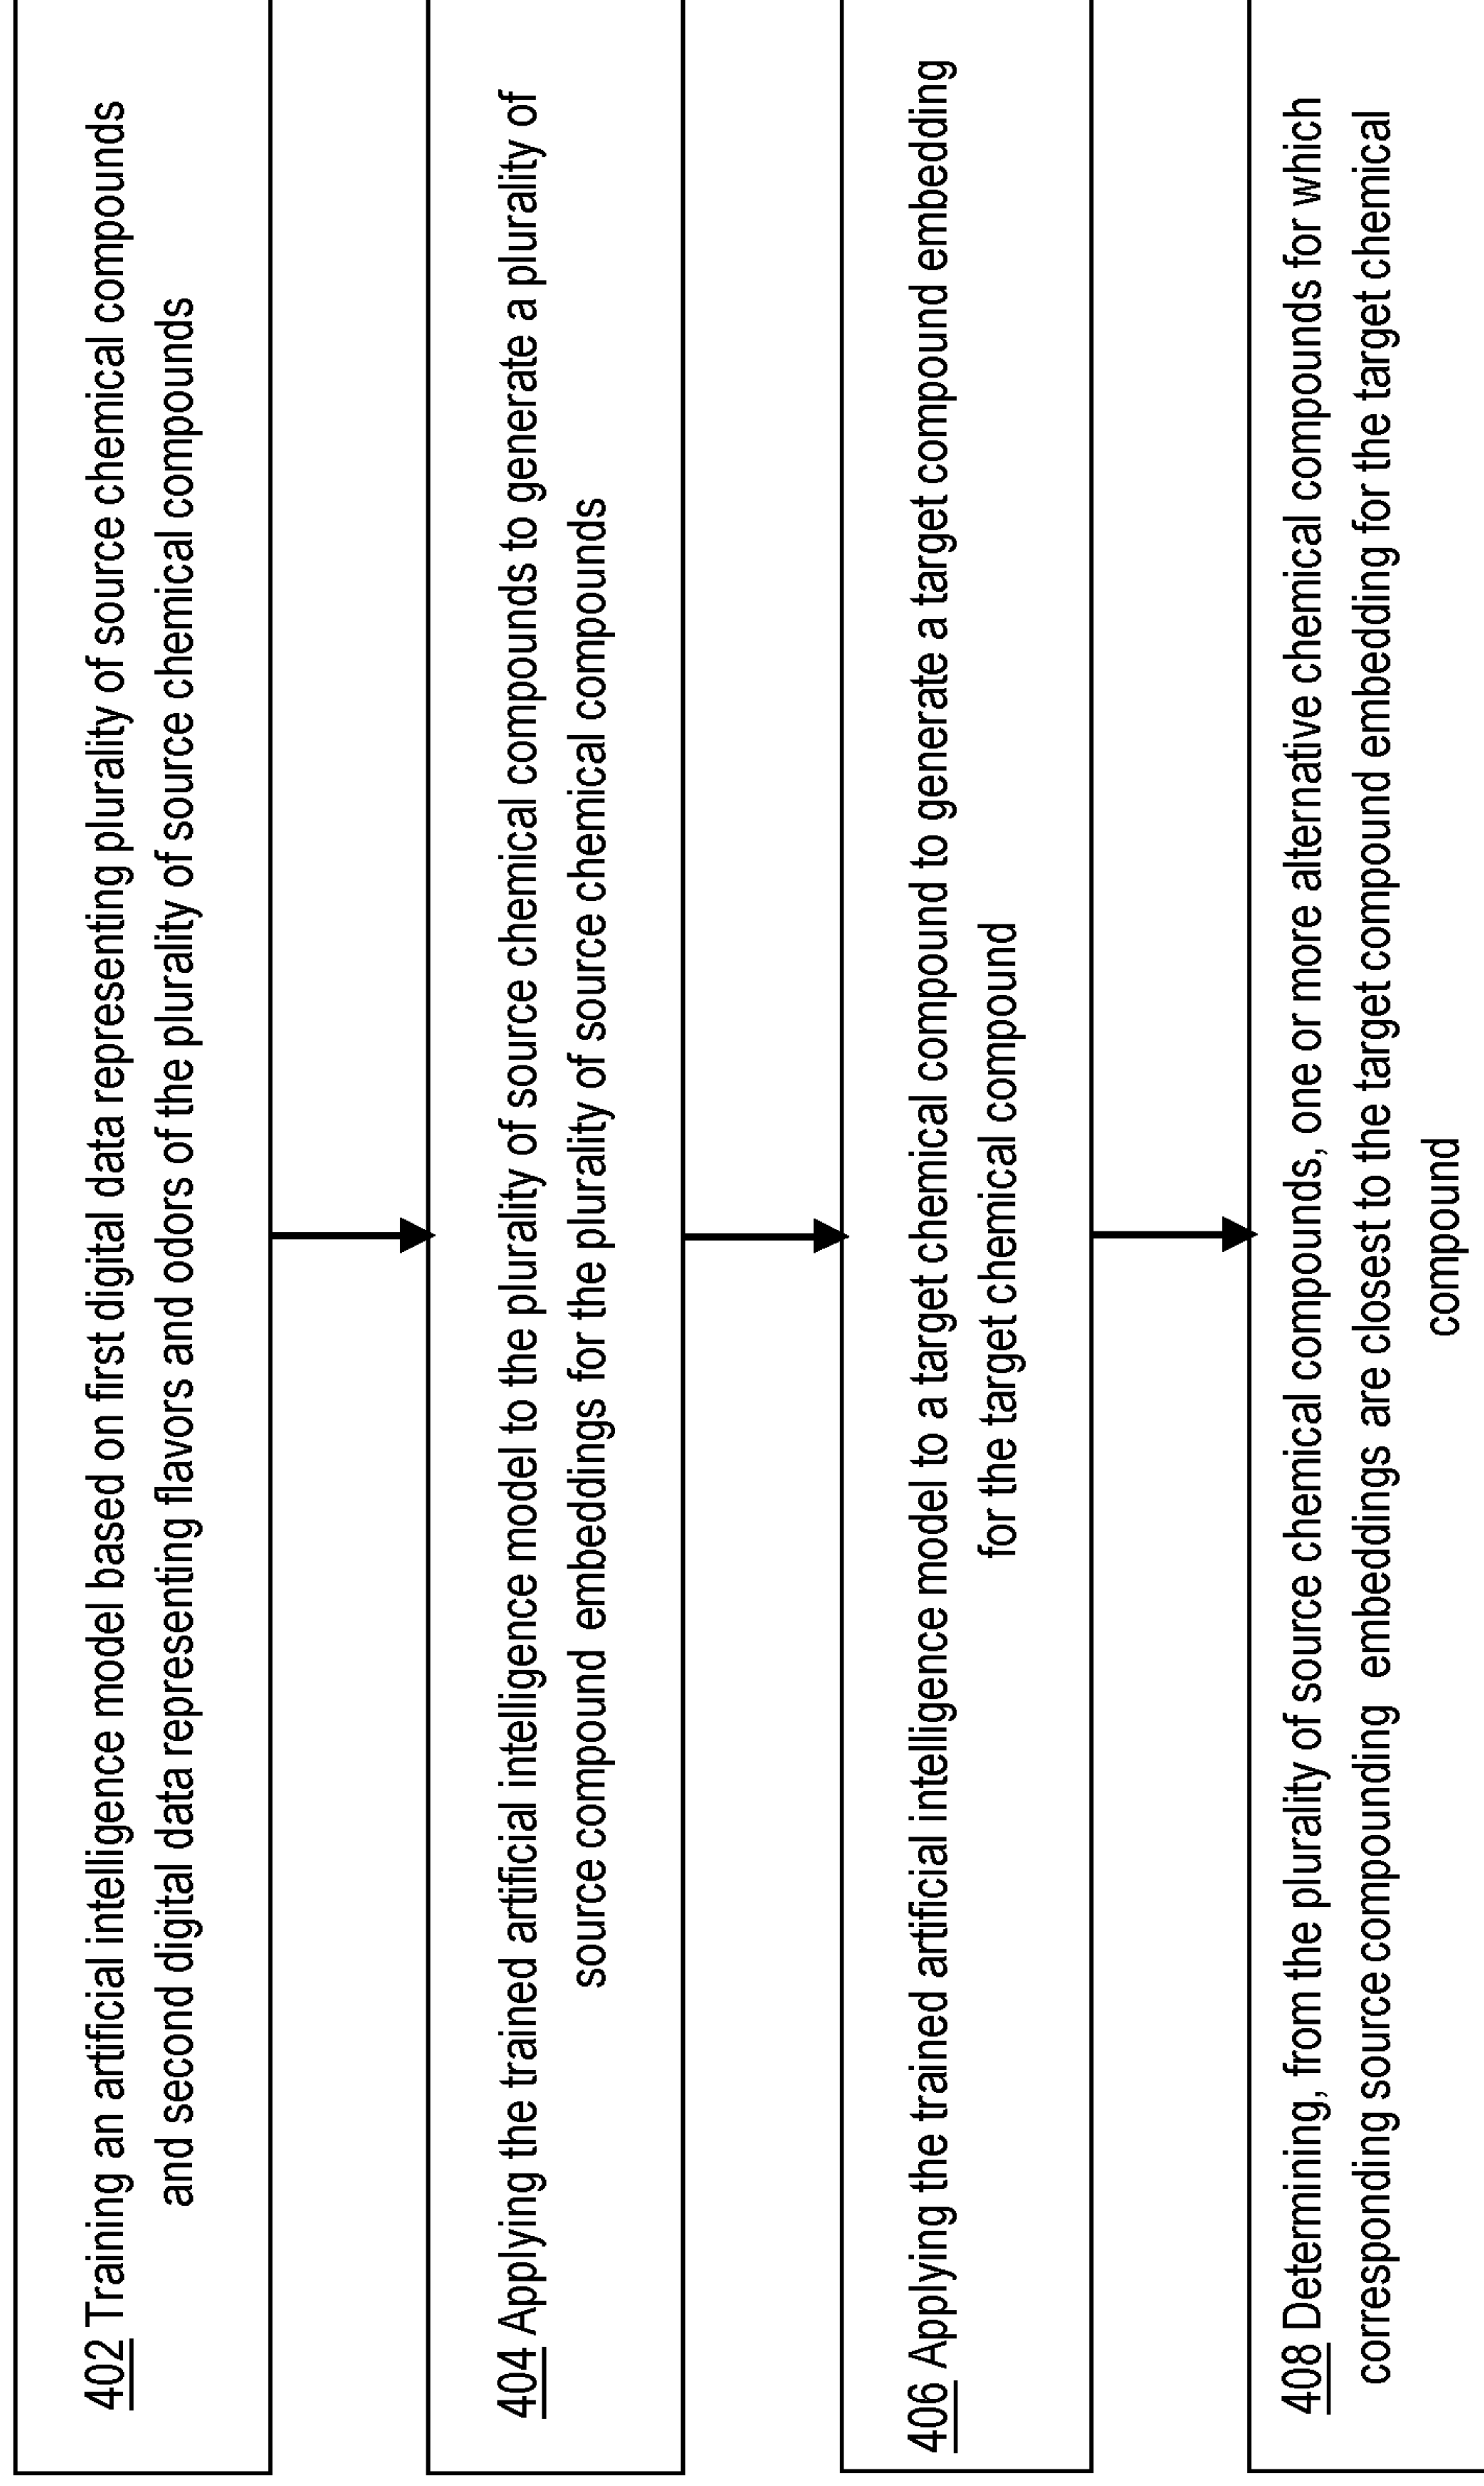 402 Training an artificial intelligence model based on first digital data representing plurality of source chemical compounds
and second digital data representing flavors and odors of the plurality of source chemical compounds
404 Applying the trained artificial intelligence model to the plurality of source chemical compounds to generate a plurality of
source compound embeddings for the plurality of source chemical compounds
406 Applying the trained artificial intelligence model to a target chemical compound to generate a target compound embedding
for the target chemical compound
408 Determining, from the plurality of source chemical compounds, one or more alternative chemical compounds for which
corresponding source compounding embeddings are closest to the target compound embedding for the target chemical
compound